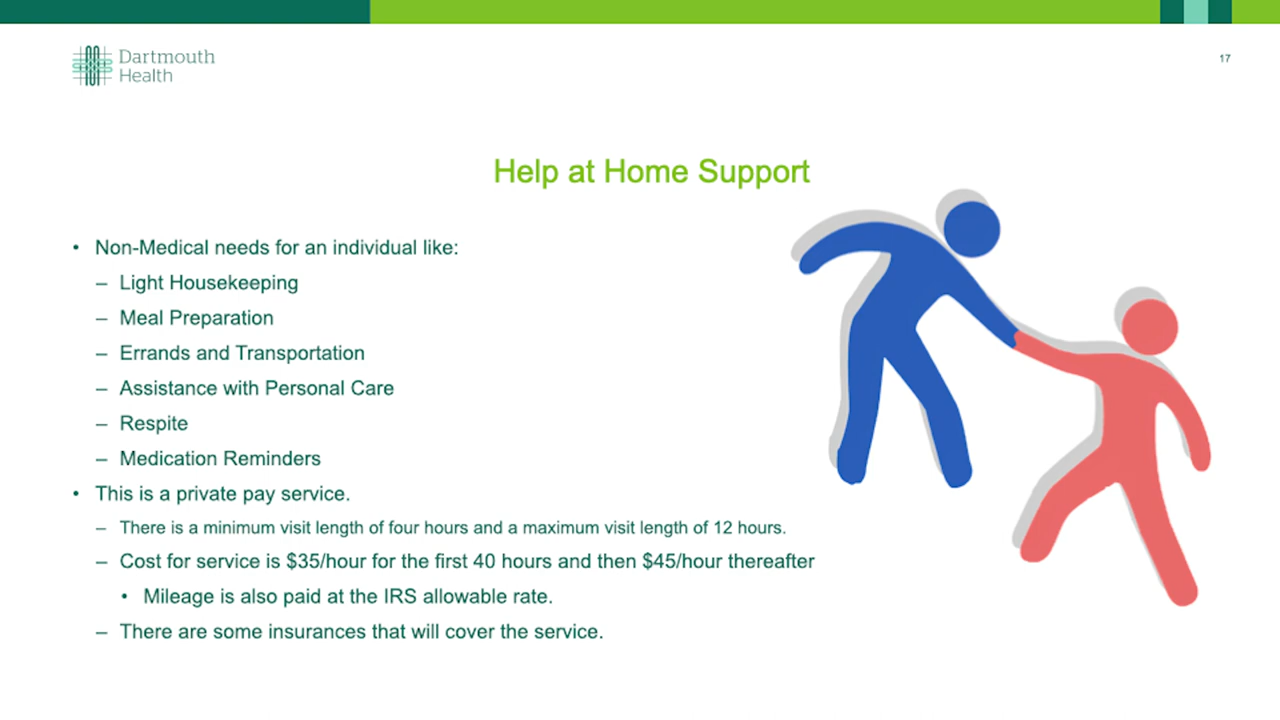 Dartmouth
Health
17
Help at Home Support
• Non-Medical needs for an individual like:
– Light Housekeeping
– Meal Preparation
– Errands and Transportation
– Assistance with Personal Care
– Respite
– Medication Reminders
• This is a private pay service.
– There is a minimum visit length of four hours and a maximum visit length of 12 hours.
– Cost for service is $35/hour for the first 40 hours and then $45/hour thereafter
• Mileage is also paid at the IRS allowable rate.
– There are some insurances that will cover the service.